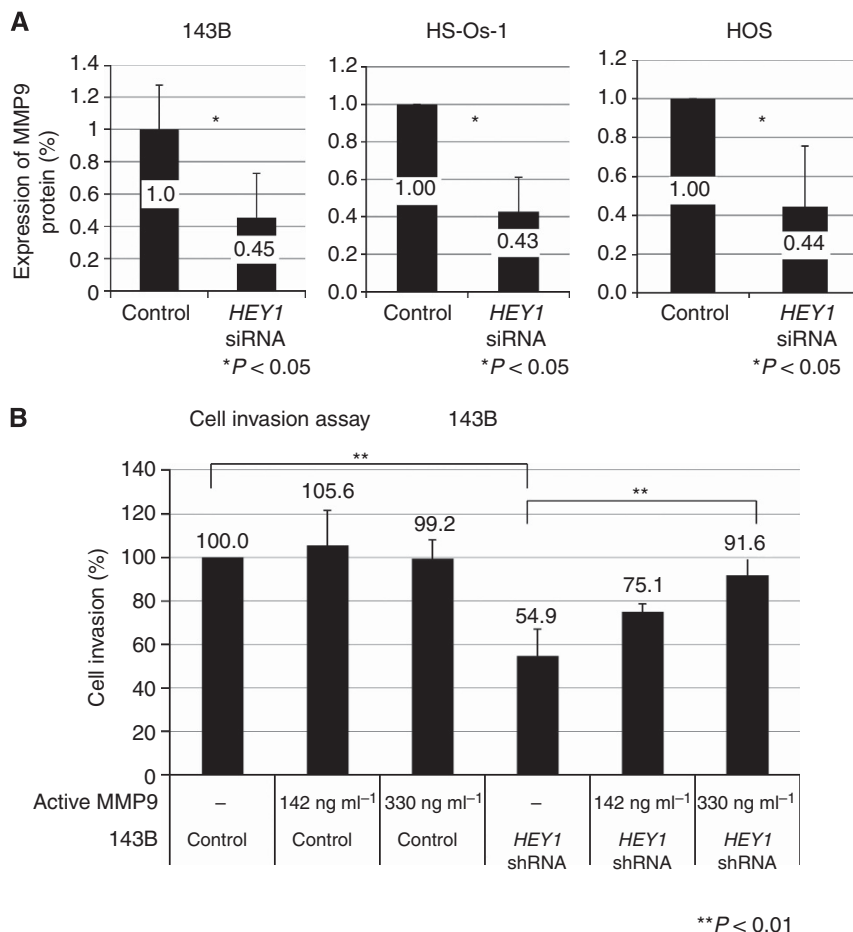 A
143B HS-Os-1 HOS
Expression of MMP9
protein (%)
1.4
1.2
1
0.8
0.6
0.4
0.2
0
1.0
0.45
Control HEY1
siRNA
*
*P < 0.05
1.2
1.0
0.8
0.6
0.4
0.2
0.0
1.00
0.43
Control HEY1
siRNA
*
*P < 0.05
1.2
1.0
0.8
0.6
0.4
0.2
0.0
1.00
0.44
Control HEY1
siRNA
*
*P < 0.05
B
Cell invasion assay 143B
Cell invasion (%)
140
120
100
80
60
40
20
0
**
**
100.0
105.6
99.2
54.9
75.1
91.6
Active MMP9 – 142 ng ml⁻¹ 330 ng ml⁻¹ – 142 ng ml⁻¹ 330 ng ml⁻¹
143B Control Control Control HEY1 HEY1 HEY1
shRNA shRNA shRNA
**P < 0.01